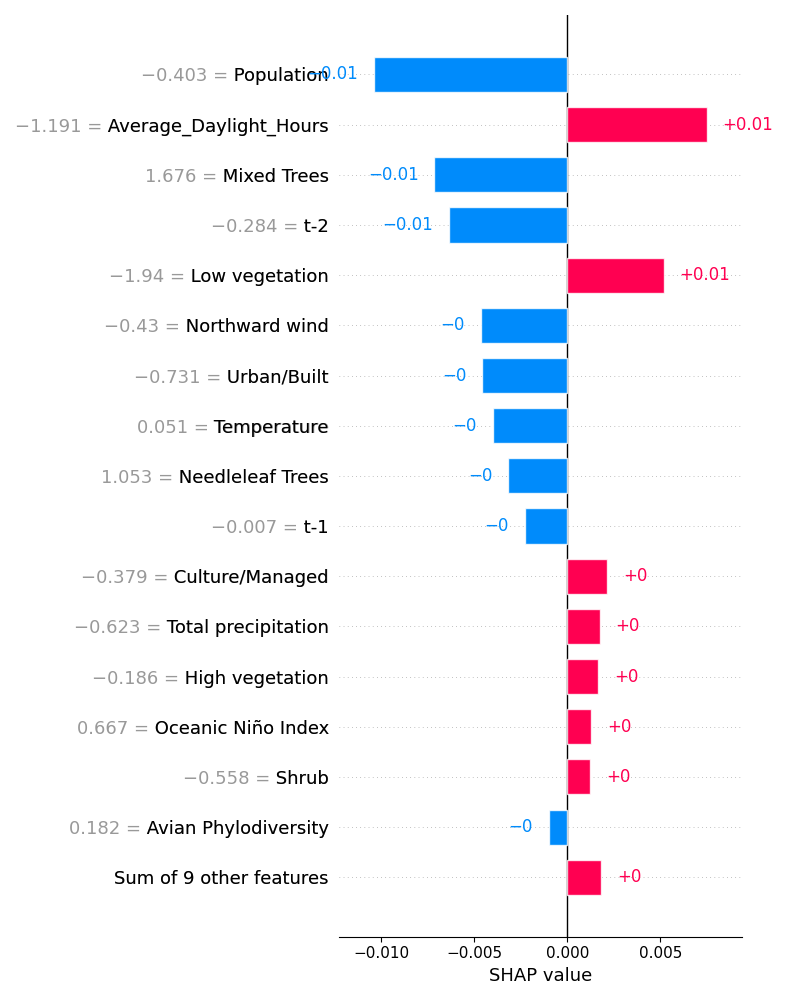 −0.403 = Population −0.01
−1.191 = Average_Daylight_Hours +0.01
1.676 = Mixed Trees −0.01
−0.284 = t-2 −0.01
−1.94 = Low vegetation +0.01
−0.43 = Northward wind −0
−0.731 = Urban/Built −0
0.051 = Temperature −0
1.053 = Needleleaf Trees −0
−0.007 = t-1 −0
−0.379 = Culture/Managed +0
−0.623 = Total precipitation +0
−0.186 = High vegetation +0
0.667 = Oceanic Niño Index +0
−0.558 = Shrub +0
0.182 = Avian Phylodiversity −0
Sum of 9 other features +0
−0.010 −0.005 0.000 0.005
SHAP value